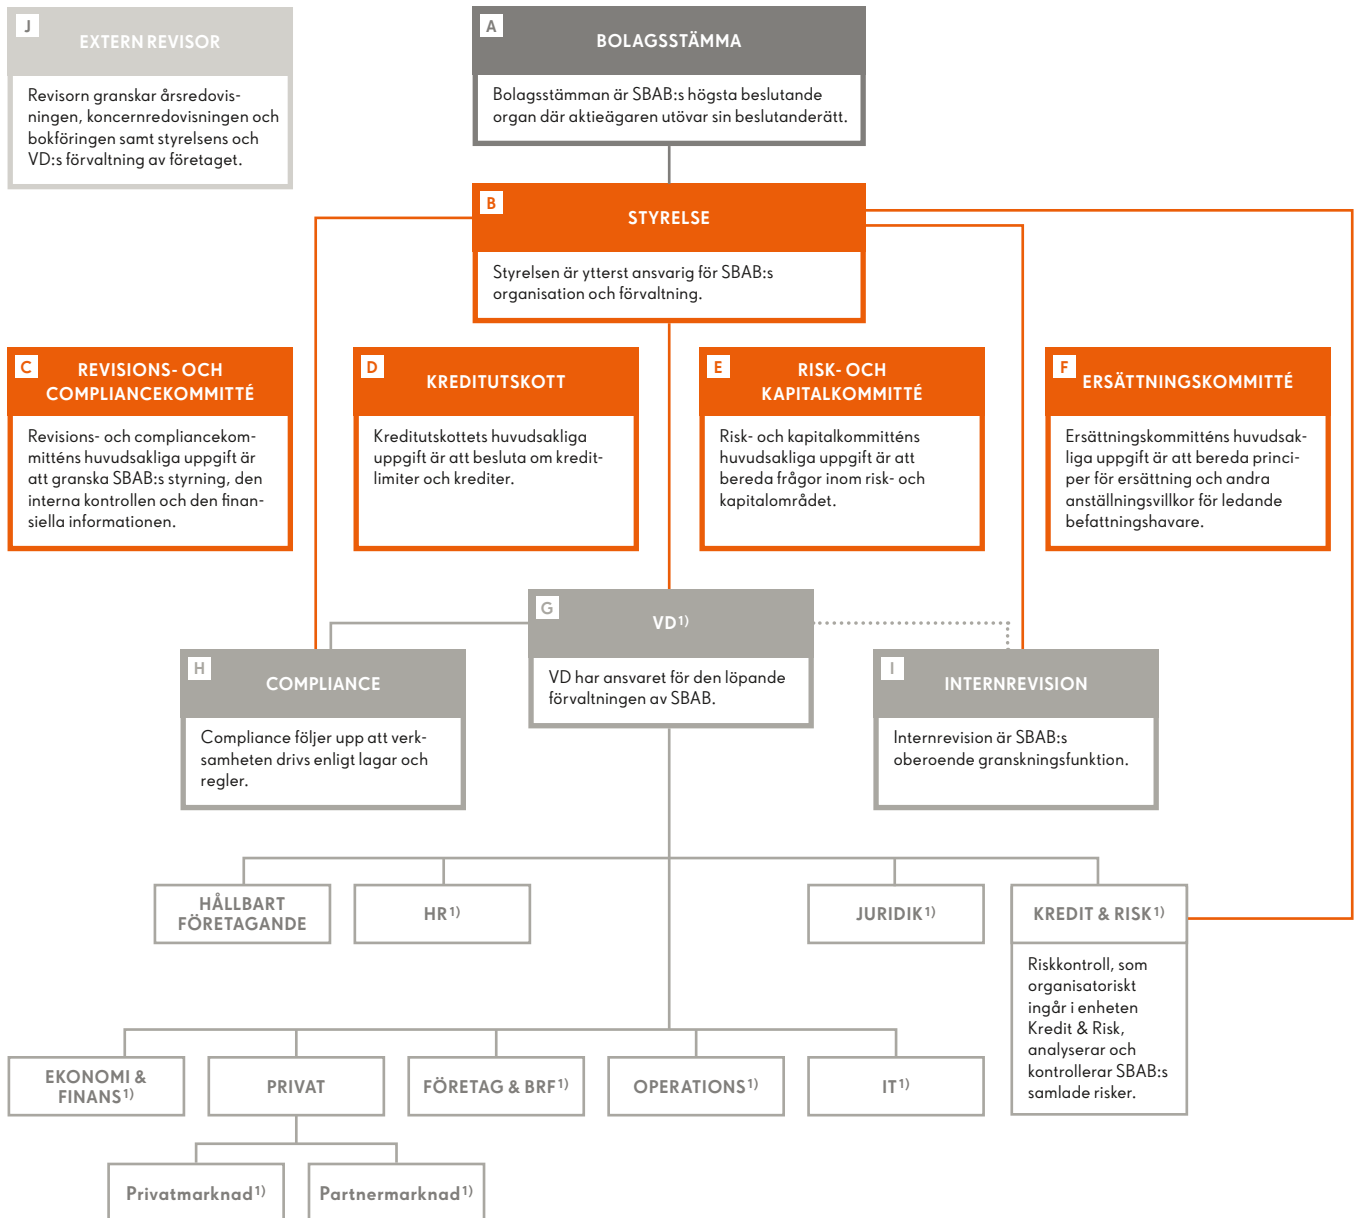 J
EXTERN REVISOR
Revisorn granskar årsredovis-
ningen, koncernredovisningen och
bokföringen samt styrelsens och
VD:s förvaltning av företaget.
A
BOLAGSSTÄMMA
Bolagsstämman är SBAB:s högsta beslutande
organ där aktieägaren utövar sin beslutanderätt.
B
STYRELSE
Styrelsen är ytterst ansvarig för SBAB:s
organisation och förvaltning.
C
REVISIONS- OCH
COMPLIANCEKOMMITTÉ
Revisions- och compliancekom-
mitténs huvudsakliga uppgift är
att granska SBAB:s styrning, den
interna kontrollen och den finan-
siella informationen.
D
KREDITUTSKOTT
Kreditutskottets huvudsakliga
uppgift är att besluta om kredit-
limiter och krediter.
E
RISK- OCH
KAPITALKOMMITTÉ
Risk- och kapitalkommitténs
huvudsakliga uppgift är att
bereda frågor inom risk- och
kapitalområdet.
F
ERSÄTTNINGSKOMMITTÉ
Ersättningskommitténs huvudsak-
liga uppgift är att bereda princi-
per för ersättning och andra
anställningsvillkor för ledande
befattningshavare.
G
VD1)
VD har ansvaret för den löpande
förvaltningen av SBAB.
H
COMPLIANCE
Compliance följer upp att verk-
samheten drivs enligt lagar och
regler.
I
INTERNREVISION
Internrevision är SBAB:s
oberoende granskningsfunktion.
HÅLLBART
FÖRETAGANDE
HR1)
JURIDIK1)
KREDIT & RISK1)
Riskkontroll, som
organisatoriskt
ingår i enheten
Kredit & Risk,
analyserar och
kontrollerar SBAB:s
samlade risker.
EKONOMI &
FINANS1)
PRIVAT
FÖRETAG & BRF1)
OPERATIONS1)
IT1)
Privatmarknad1)
Partnermarknad1)